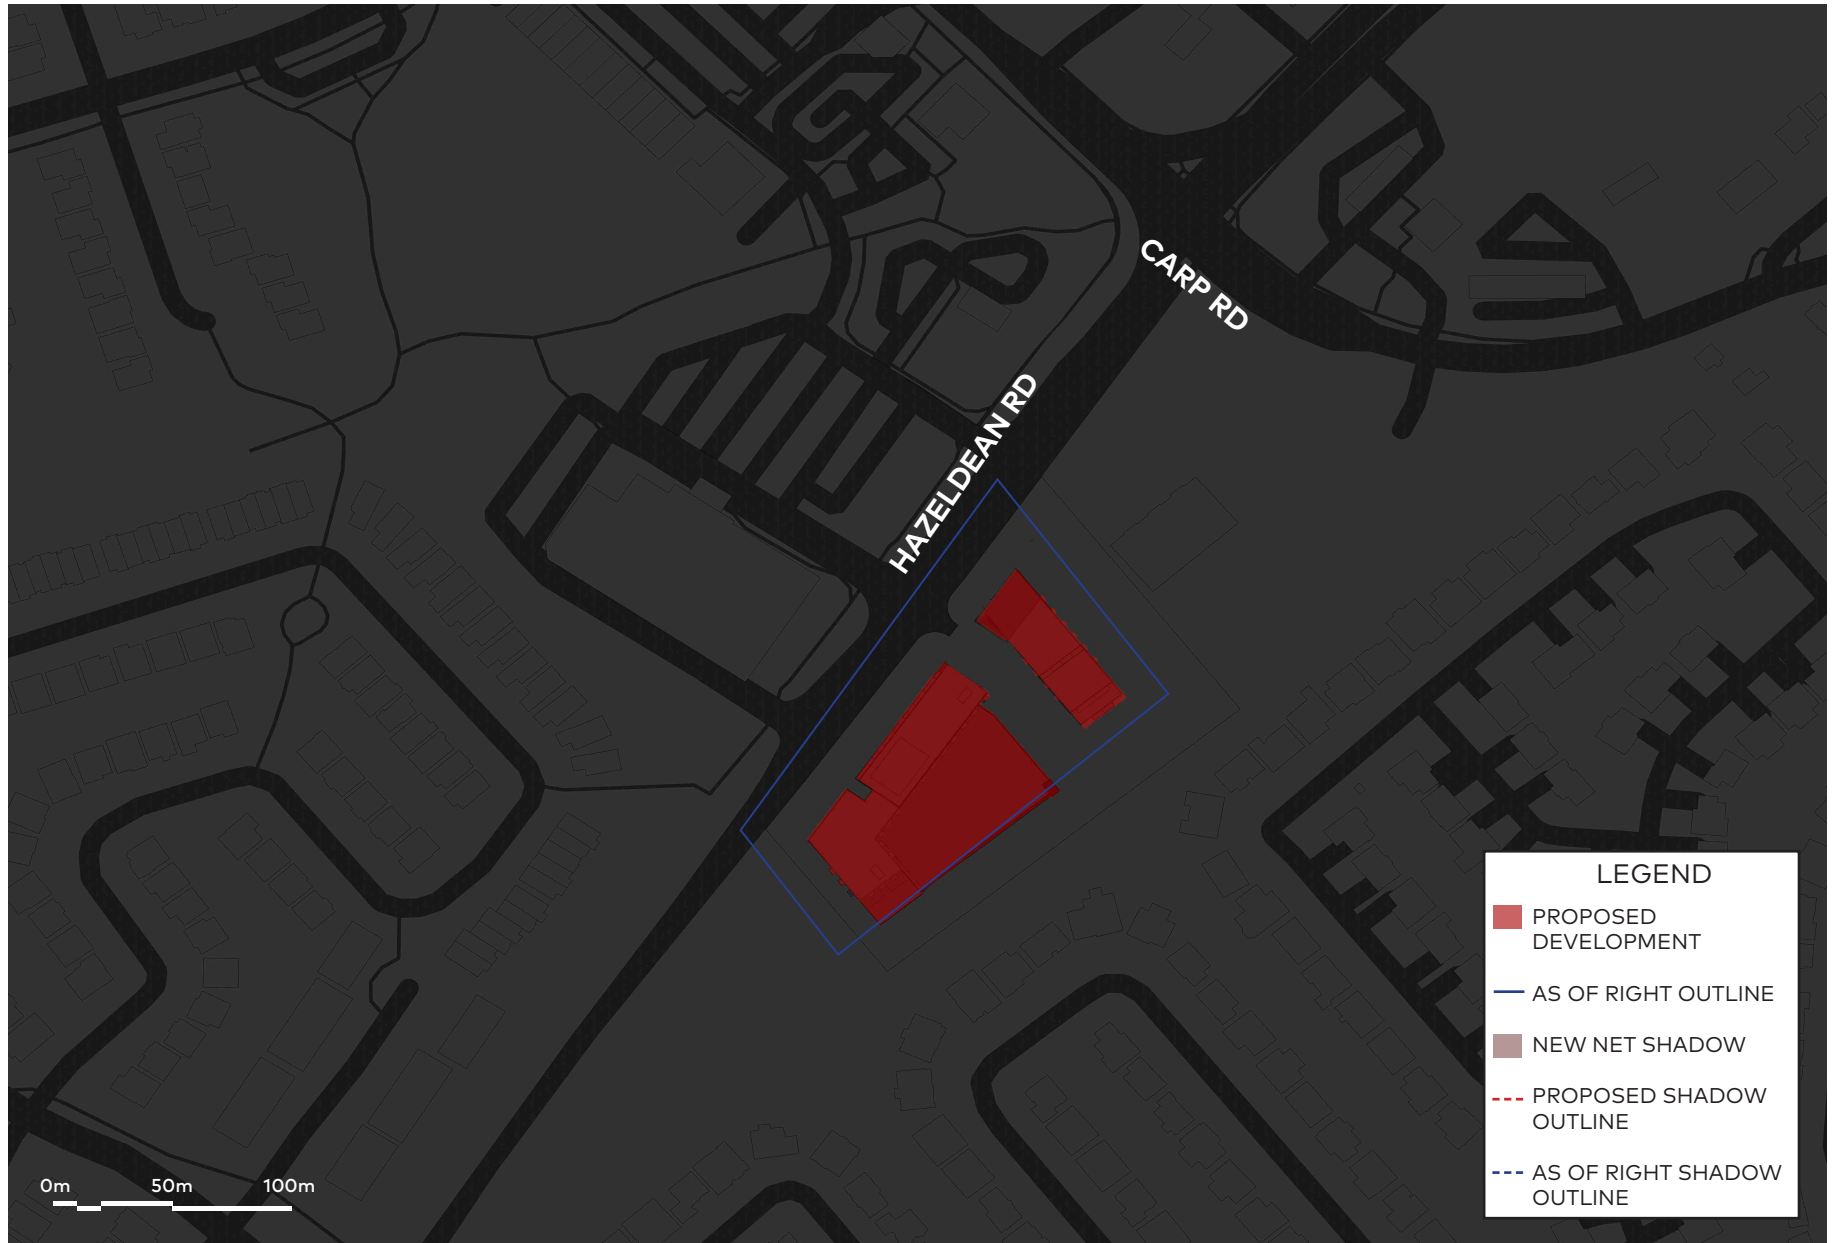 CARP RD
HAZELDEAN RD
LEGEND
PROPOSED
DEVELOPMENT
AS OF RIGHT OUTLINE
NEW NET SHADOW
PROPOSED SHADOW
OUTLINE
AS OF RIGHT SHADOW
OUTLINE
0m 50m 100m